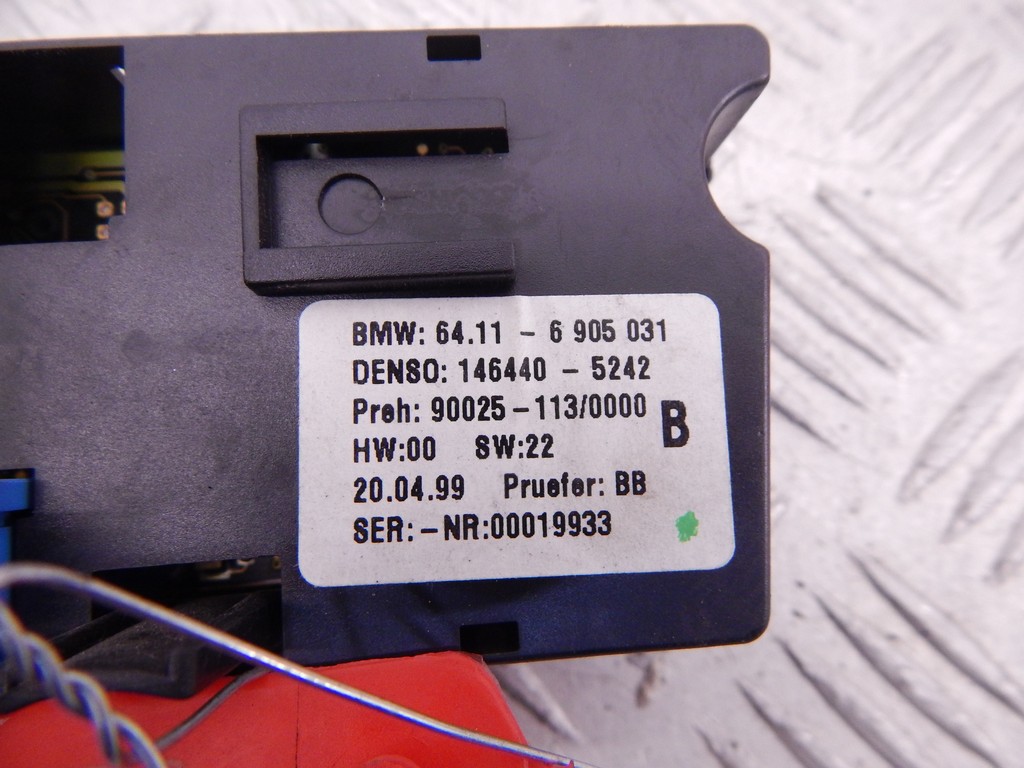 BMW: 64.11 - 6 905 031
DENSO: 146440 - 5242
Preh: 90025-113/0000 B
HW:00 SW:22
20.04.99 Pruefer: BB
SER:-NR:00019933